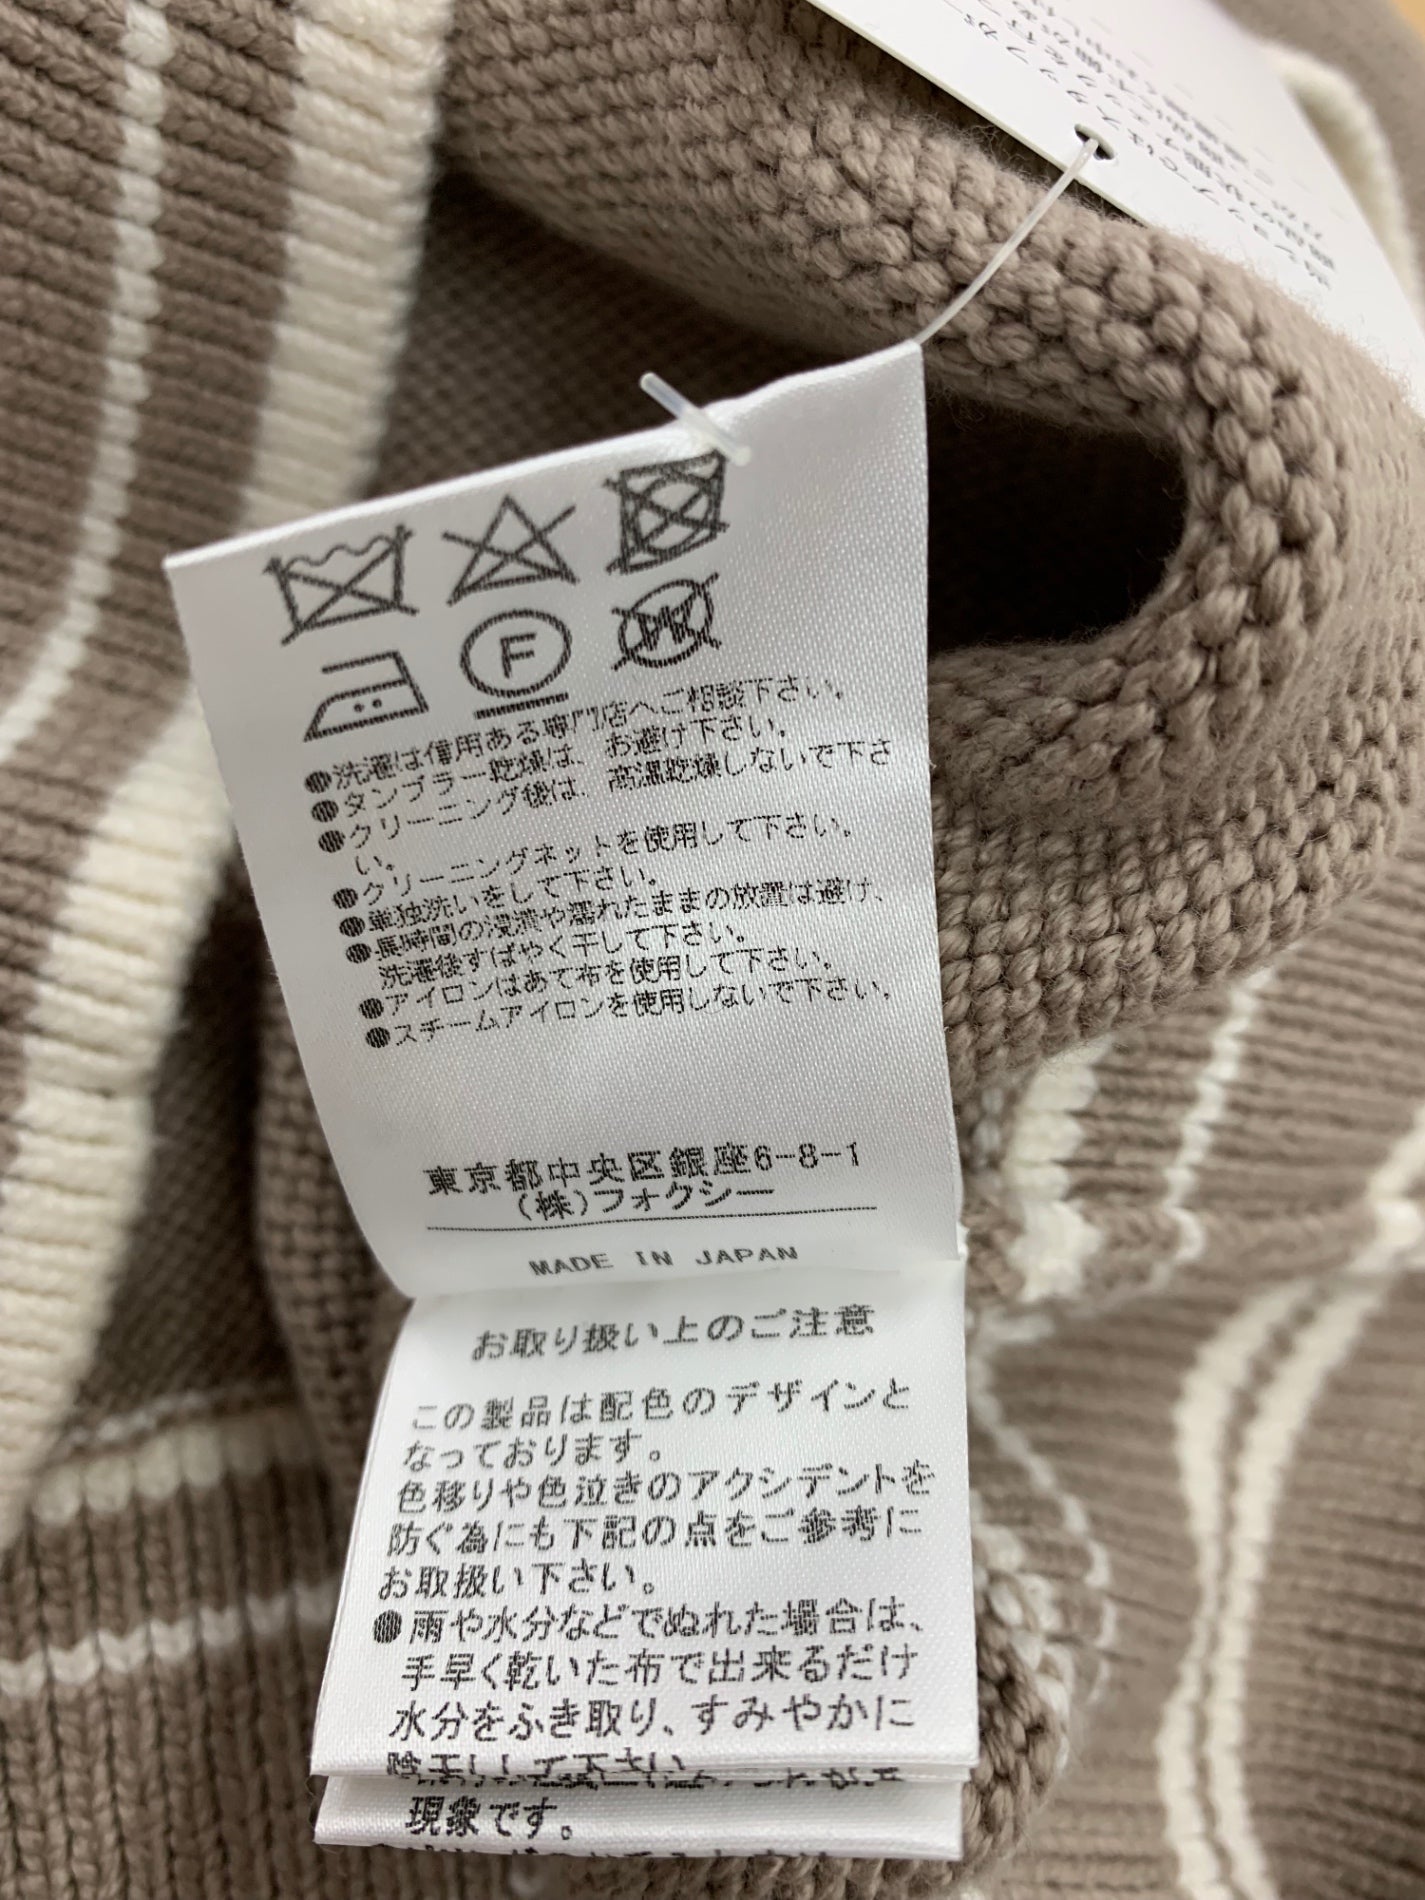 F
W
●洗濯は信用ある専門店へご相談下さい。
●タンブラー乾燥は、お避け下さい。
●クリーニング後は、高温乾燥しないで下さ
い。
●クリーニングネットを使用して下さい。
●単独洗いをして下さい。
●長時間の浸漬や濡れたままの放置は避け、
洗濯後すばやく干して下さい。
●アイロンはあて布を使用して下さい。
●スチームアイロンを使用しないで下さい。
東京都中央区銀座6-8-1
(株)フォクシー
MADE IN JAPAN
お取り扱い上のご注意
この製品は配色のデザインと
なっております。
色移りや色泣きのアクシデントを
防ぐ為にも下記の点をご参考に
お取扱い下さい。
●雨や水分などでぬれた場合は、
手早く乾いた布で出来るだけ
水分をふき取り、すみやかに
陰干しして下さい
現象です。